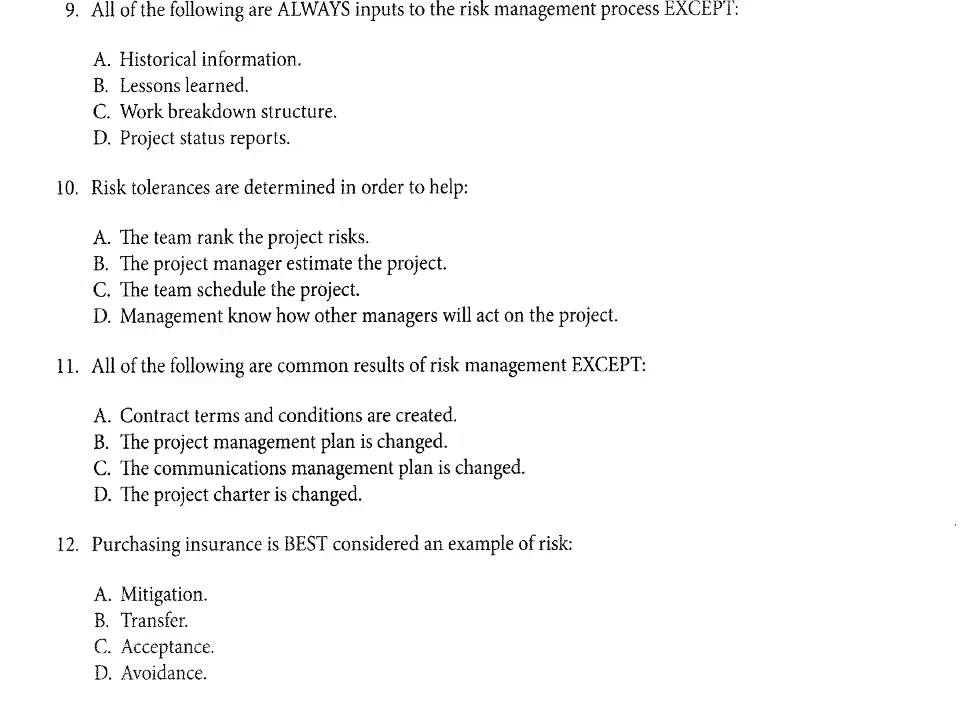 9. All of the following are ALWAYS inputs to the risk management process EXCEPT:
A. Historical information.
B. Lessons learned.
C. Work breakdown structure.
D. Project status reports.
10. Risk tolerances are determined in order to help:
A. The team rank the project risks.
B. The project manager estimate the project.
C. The team schedule the project.
D. Management know how other managers will act on the project.
11. All of the following are common results of risk management EXCEPT:
A. Contract terms and conditions are created.
B. The project management plan is changed.
C. The communications management plan is changed.
D. The project charter is changed.
12. Purchasing insurance is BEST considered an example of risk:
A. Mitigation.
B. Transfer.
C. Acceptance.
D. Avoidance.